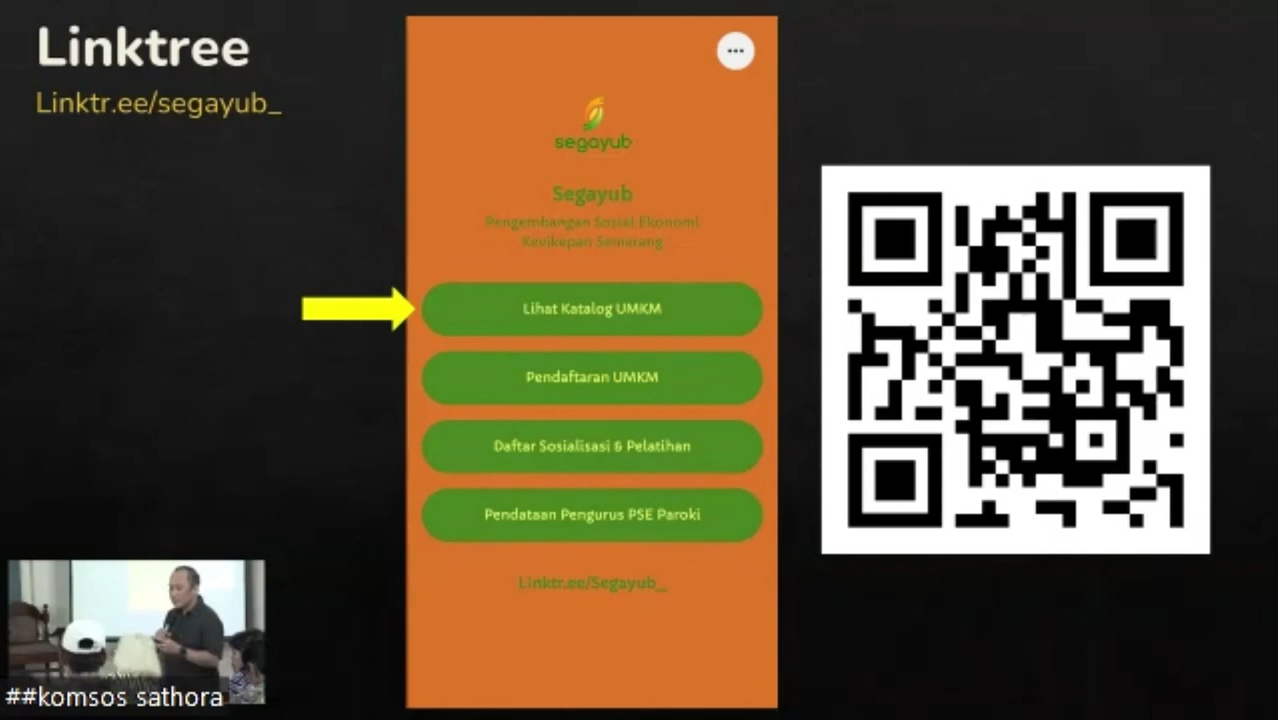 Linktree
Linktr.ee/segayub_
segayub
Segayub
Pengembangan Sosial Ekonomi
Kevikepan Semarang
Lihat Katalog UMKM
Pendaftaran UMKM
Daftar Sosialisasi & Pelatihan
Pendataan Pengurus PSE Paroki
Linktr.ee/Segayub_
##komsos sathora